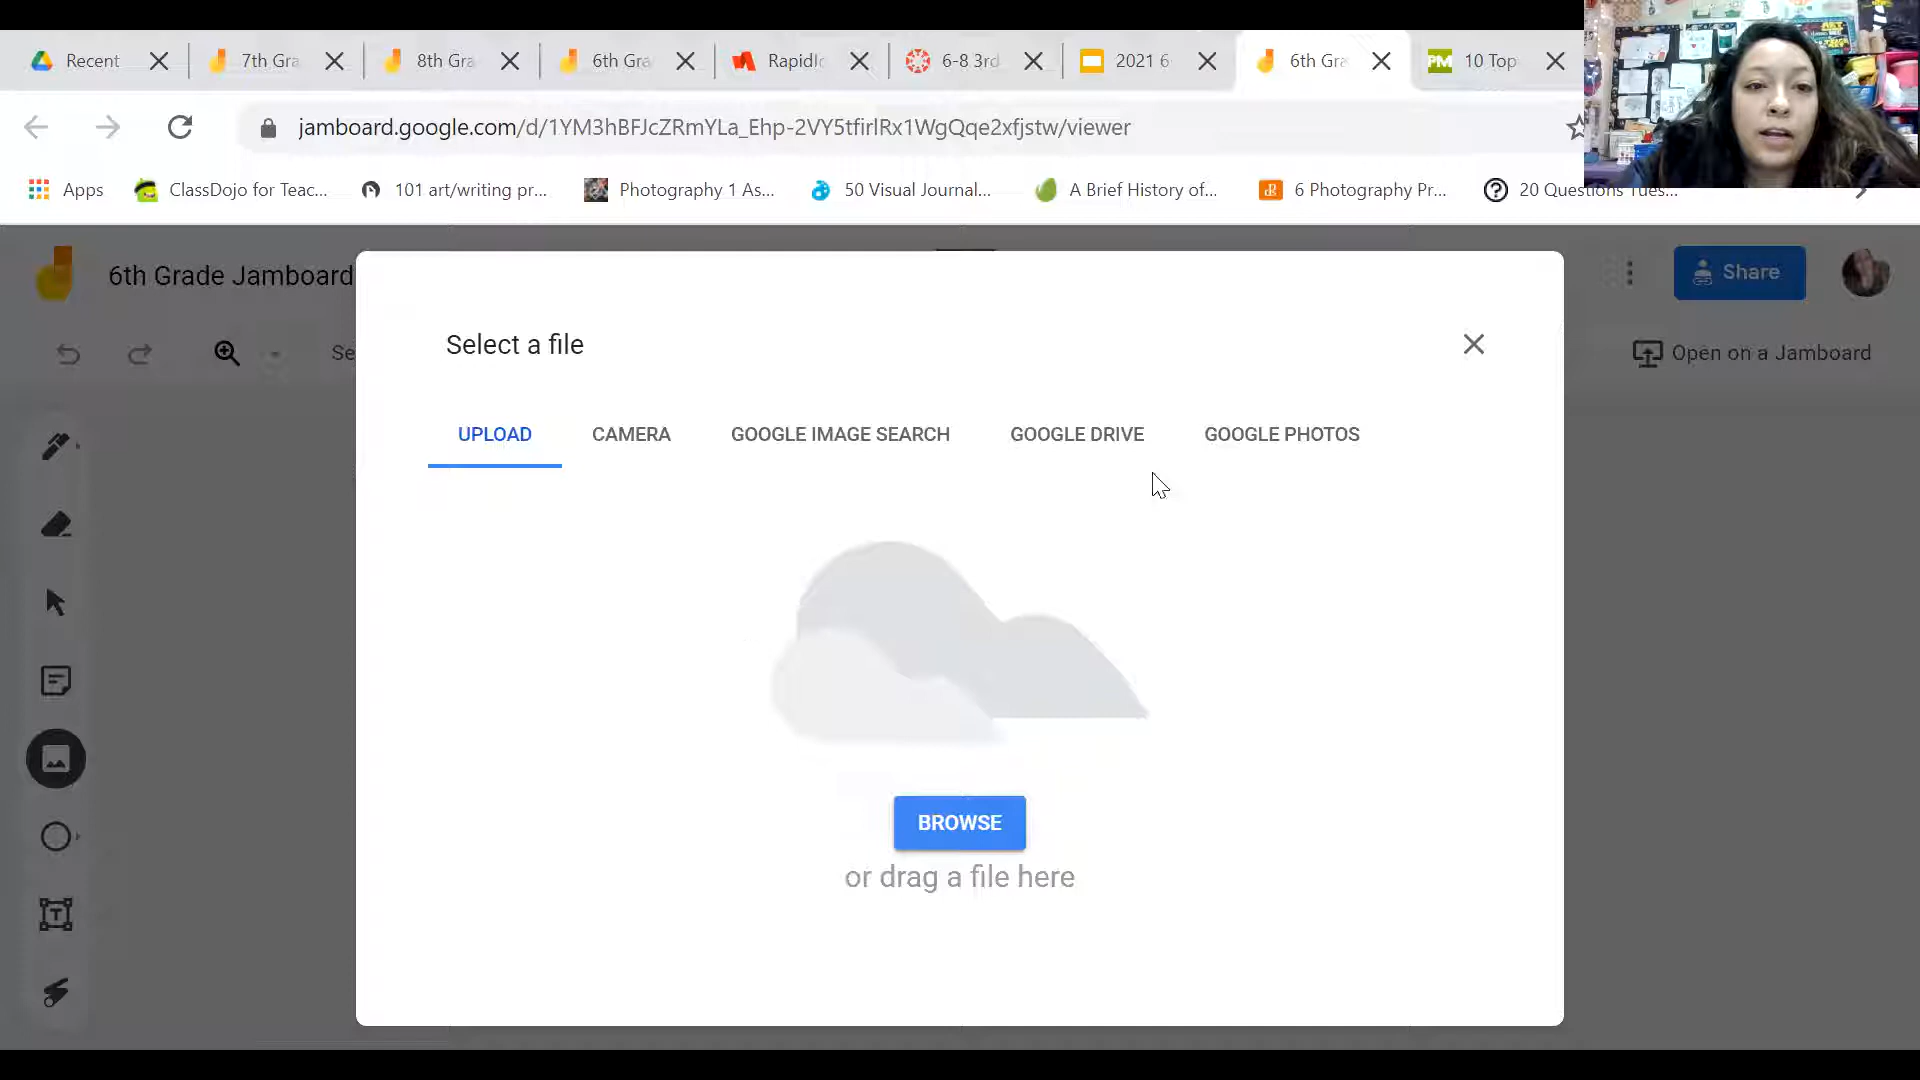 Recent
7th Gra
8th Gra
6th Gra
RapidIc
6-8 3rd
2021 6
6th Gra
PM
10 Top
jamboard.google.com/d/1YM3hBFJcZRmYLa_Ehp-2VY5tfirlRx1WgQqe2xfjstw/viewer
Apps
ClassDojo for Teac...
101 art/writing pr...
Photography 1 As...
50 Visual Journal...
A Brief History of...
6 Photography Pr...
20 Questions Tues...
6th Grade Jamboard
Share
Se
Open on a Jamboard
Select a file
UPLOAD
CAMERA
GOOGLE IMAGE SEARCH
GOOGLE DRIVE
GOOGLE PHOTOS
BROWSE
or drag a file here